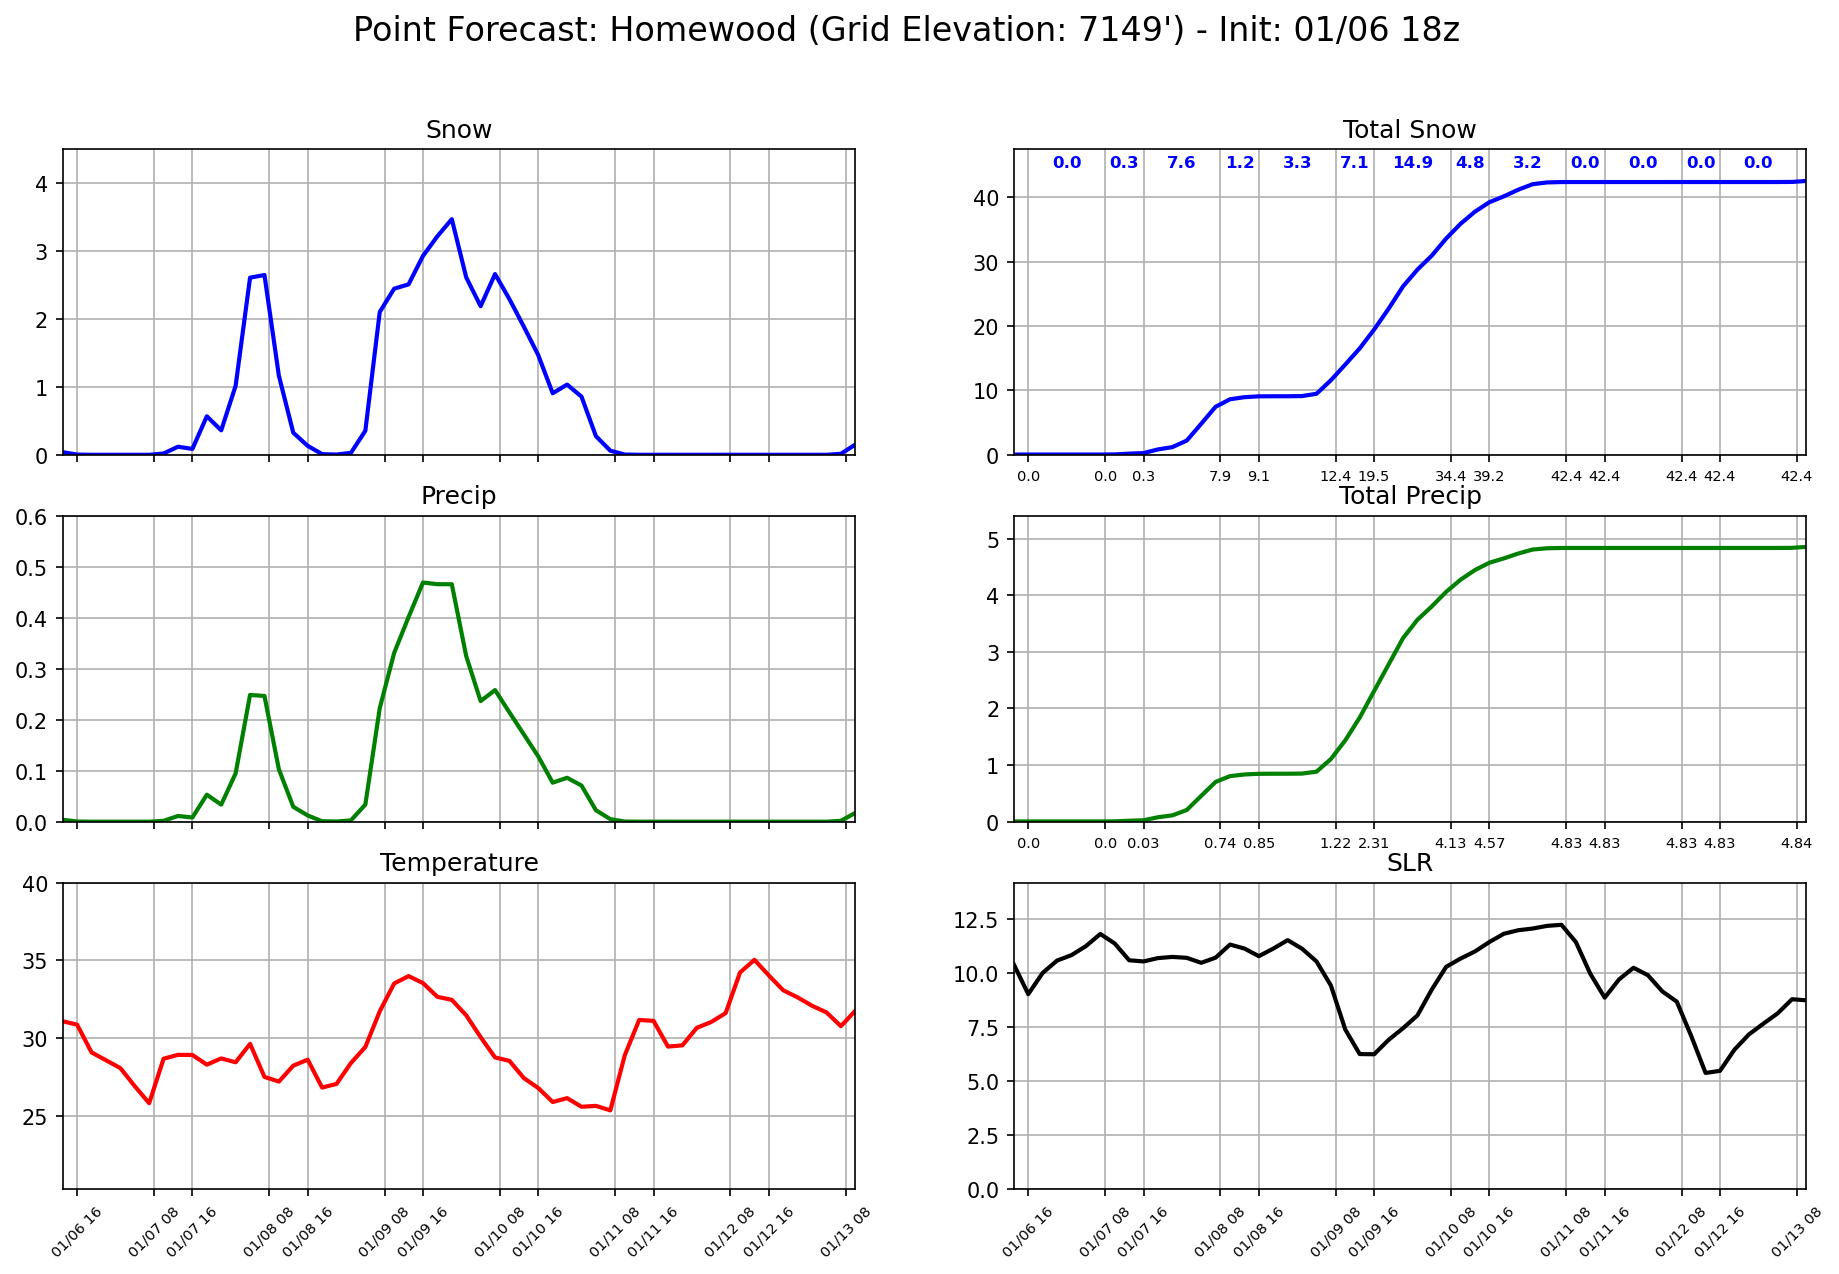 Point Forecast: Homewood (Grid Elevation: 7149') - Init: 01/06 18z
Snow
4
3
2
1
0
Total Snow
0.0 0.3 7.6 1.2 3.3 7.1 14.9 4.8 3.2 0.0 0.0 0.0 0.0
40
30
20
10
0
0.0 0.0 0.3 7.9 9.1 12.4 19.5 34.4 39.2 42.4 42.4 42.4 42.4 42.4
Precip
0.6
0.5
0.4
0.3
0.2
0.1
0.0
Total Precip
5
4
3
2
1
0
0.0 0.0 0.03 0.74 0.85 1.22 2.31 4.13 4.57 4.83 4.83 4.83 4.83 4.84
Temperature
40
35
30
25
01/06 16 01/07 08 01/07 16 01/08 08 01/08 16 01/09 08 01/09 16 01/10 08 01/10 16 01/11 08 01/11 16 01/12 08 01/12 16 01/13 08
SLR
12.5
10.0
7.5
5.0
2.5
0.0
01/06 16 01/07 08 01/07 16 01/08 08 01/08 16 01/09 08 01/09 16 01/10 08 01/10 16 01/11 08 01/11 16 01/12 08 01/12 16 01/13 08